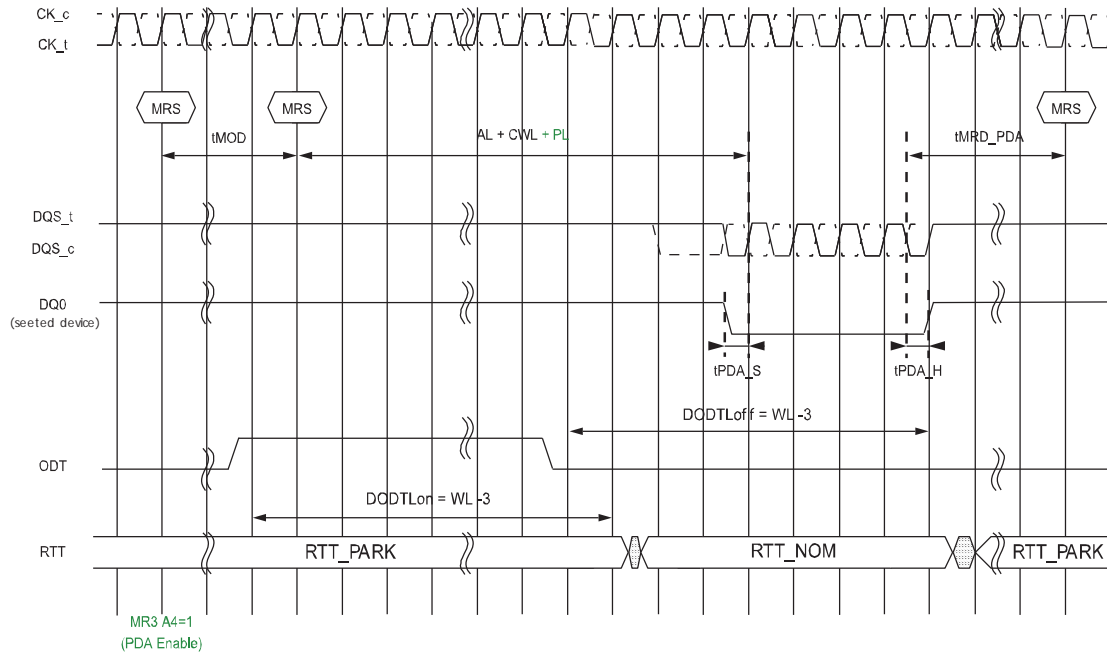 CK_c
CK_t
MRS
MRS
MRS
tMOD
AL + CWL + PL
tMRD_PDA
DQS_t
DQS_c
DQ0
(seeted device)
tPDA_S
tPDA_H
DODTLoff = WL -3
ODT
DODTLon = WL -3
RTT
RTT_PARK
RTT_NOM
RTT_PARK
MR3 A4=1
(PDA Enable)